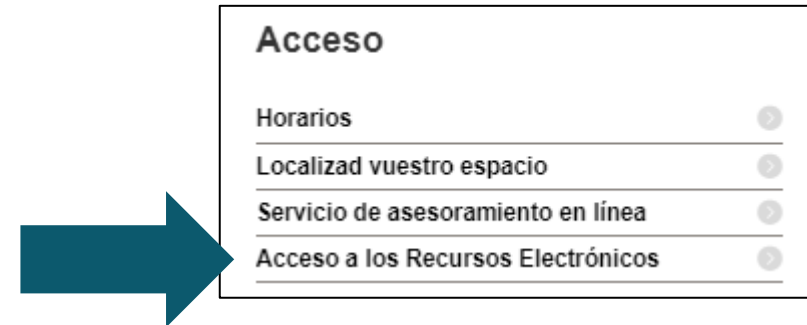 Acceso
Horarios
Localizad vuestro espacio
Servicio de asesoramiento en línea
Acceso a los Recursos Electrónicos